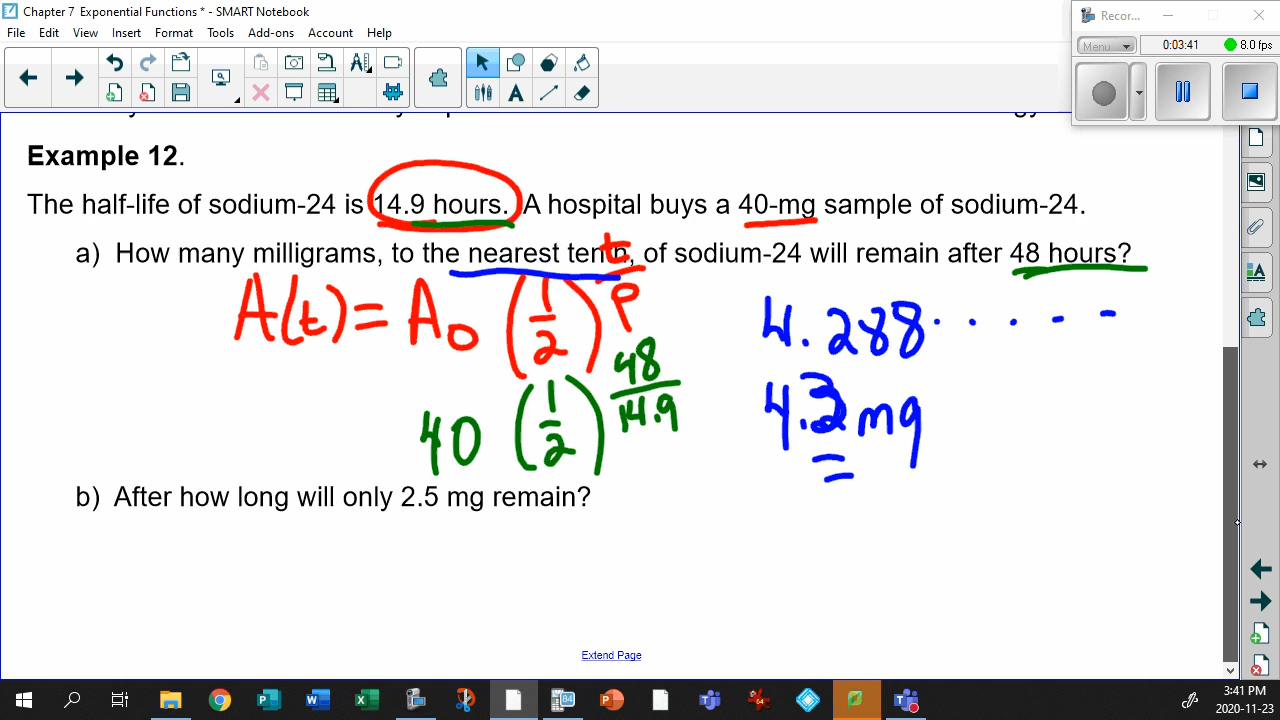 Chapter 7 Exponential Functions * - SMART Notebook
File Edit View Insert Format Tools Add-ons Account Help
Recor...
Menu 0:03:41 8.0 fps
Example 12.
The half-life of sodium-24 is 14.9 hours. A hospital buys a 40-mg sample of sodium-24.
a) How many milligrams, to the nearest tenth, of sodium-24 will remain after 48 hours?
A(t) = A0 (1/2)^t/p
4.288.....--
40 (1/2)^48/14.9
4.3 mg
b) After how long will only 2.5 mg remain?
Extend Page
3:41 PM
2020-11-23